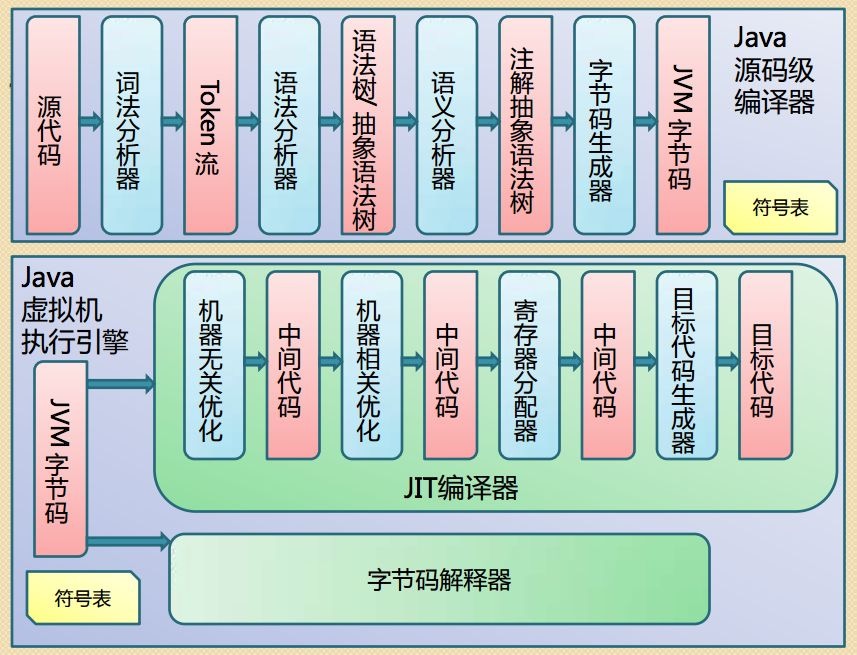 源代码
词法分析器
Token 流
语法分析器
语法树/抽象语法树
语义分析器
注解抽象语法树
字节码生成器
JVM 字节码
Java
源码级
编译器
符号表
Java
虚拟机
执行引擎
JVM 字节码
机器无关优化
中间代码
机器相关优化
中间代码
寄存器分配器
中间代码
目标代码生成器
目标代码
JIT编译器
字节码解释器
符号表